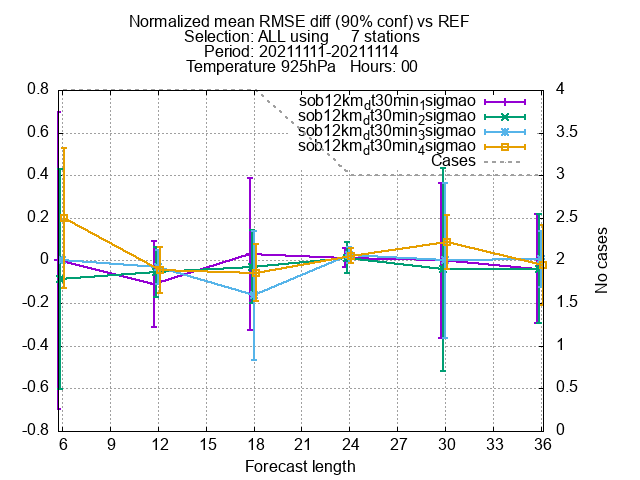 Normalized mean RMSE diff (90% conf) vs REF
Selection: ALL using     7 stations
Period: 20211111-20211114
Temperature 925hPa   Hours: 00
sob12km_dt30min_1sigmao
sob12km_dt30min_2sigmao
sob12km_dt30min_3sigmao
sob12km_dt30min_4sigmao
Cases
0.8
0.6
0.4
0.2
0
-0.2
-0.4
-0.6
-0.8
4
3.5
3
2.5
2
1.5
1
0.5
0
No cases
6 9 12 15 18 21 24 27 30 33 36
Forecast length